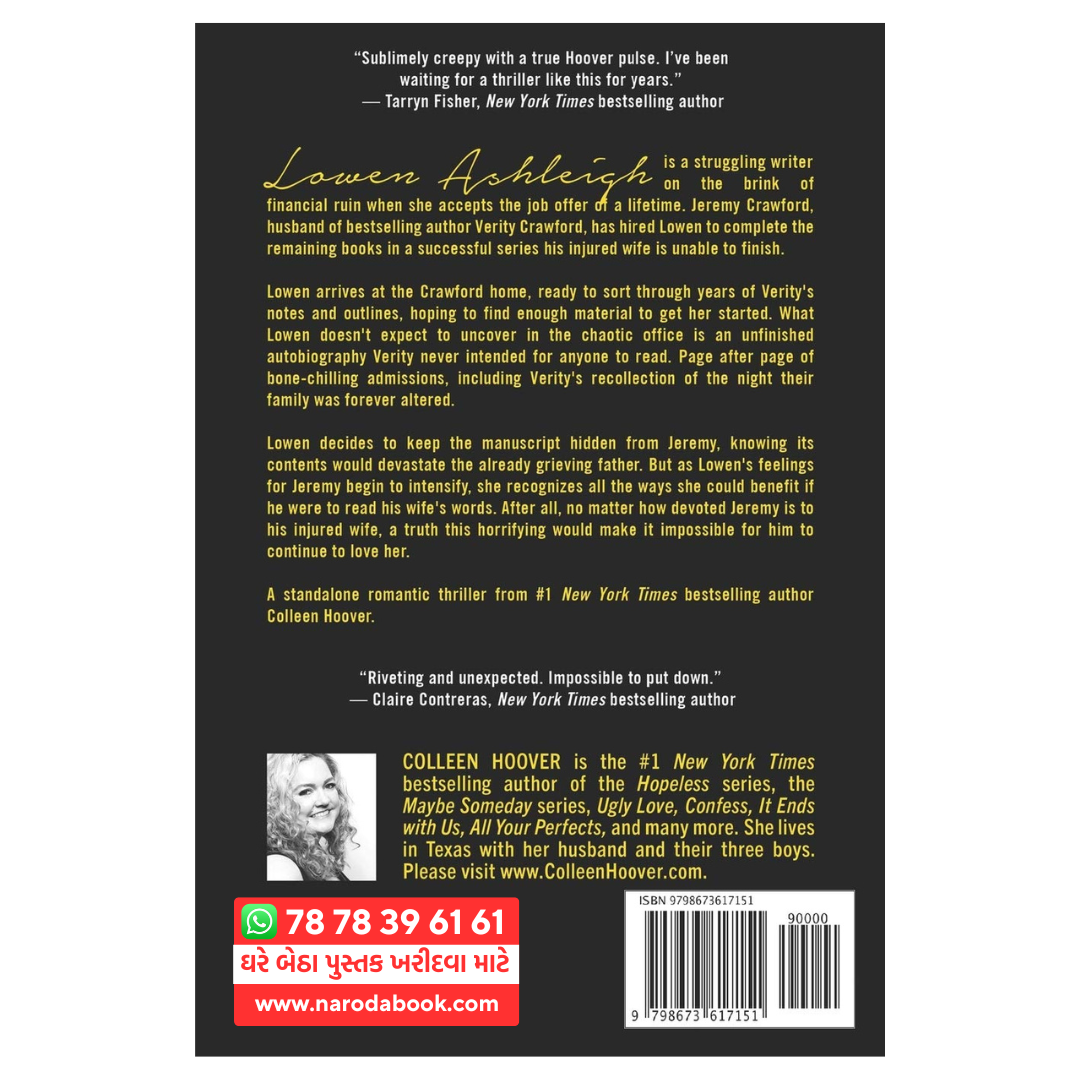 “Sublimely creepy with a true Hoover pulse. I’ve been
waiting for a thriller like this for years.”
— Tarryn Fisher, New York Times bestselling author
Lowen Ashleigh is a struggling writer
on the brink of
financial ruin when she accepts the job offer of a lifetime. Jeremy Crawford,
husband of bestselling author Verity Crawford, has hired Lowen to complete the
remaining books in a successful series his injured wife is unable to finish.
Lowen arrives at the Crawford home, ready to sort through years of Verity's
notes and outlines, hoping to find enough material to get her started. What
Lowen doesn't expect to uncover in the chaotic office is an unfinished
autobiography Verity never intended for anyone to read. Page after page of
bone-chilling admissions, including Verity's recollection of the night their
family was forever altered.
Lowen decides to keep the manuscript hidden from Jeremy, knowing its
contents would devastate the already grieving father. But as Lowen's feelings
for Jeremy begin to intensify, she recognizes all the ways she could benefit if
he were to read his wife's words. After all, no matter how devoted Jeremy is to
his injured wife, a truth this horrifying would make it impossible for him to
continue to love her.
A standalone romantic thriller from #1 New York Times bestselling author
Colleen Hoover.
“Riveting and unexpected. Impossible to put down.”
— Claire Contreras, New York Times bestselling author
COLLEEN HOOVER is the #1 New York Times
bestselling author of the Hopeless series, the
Maybe Someday series, Ugly Love, Confess, It Ends
with Us, All Your Perfects, and many more. She lives
in Texas with her husband and their three boys.
Please visit www.ColleenHoover.com.
78 78 39 61 61
ઘરે બેઠા પુસ્તક ખરીદવા માટે
www.narodabook.com
ISBN 9798673617151
90000
9 798673 617151